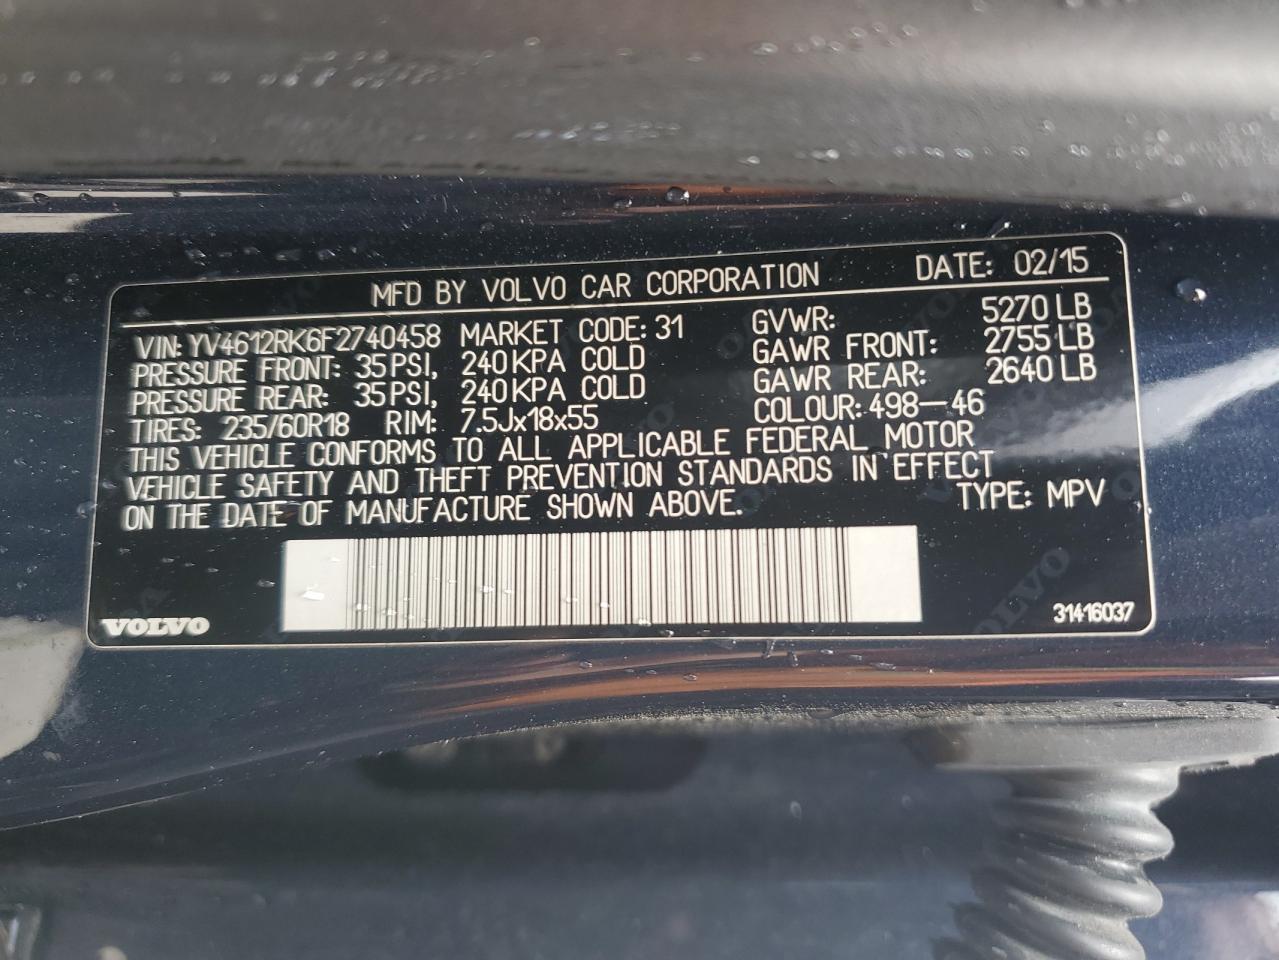 MFD BY VOLVO CAR CORPORATION DATE: 02/15
VIN: YV4612RK6F2740458 MARKET CODE: 31 GVWR: 5270 LB
PRESSURE FRONT: 35 PSI, 240 KPA COLD GAWR FRONT: 2755 LB
PRESSURE REAR: 35 PSI, 240 KPA COLD GAWR REAR: 2640 LB
TIRES: 235/60R18 RIM: 7.5Jx18x55 COLOUR: 498-46
THIS VEHICLE CONFORMS TO ALL APPLICABLE FEDERAL MOTOR
VEHICLE SAFETY AND THEFT PREVENTION STANDARDS IN EFFECT
ON THE DATE OF MANUFACTURE SHOWN ABOVE. TYPE: MPV
VOLVO 31416037